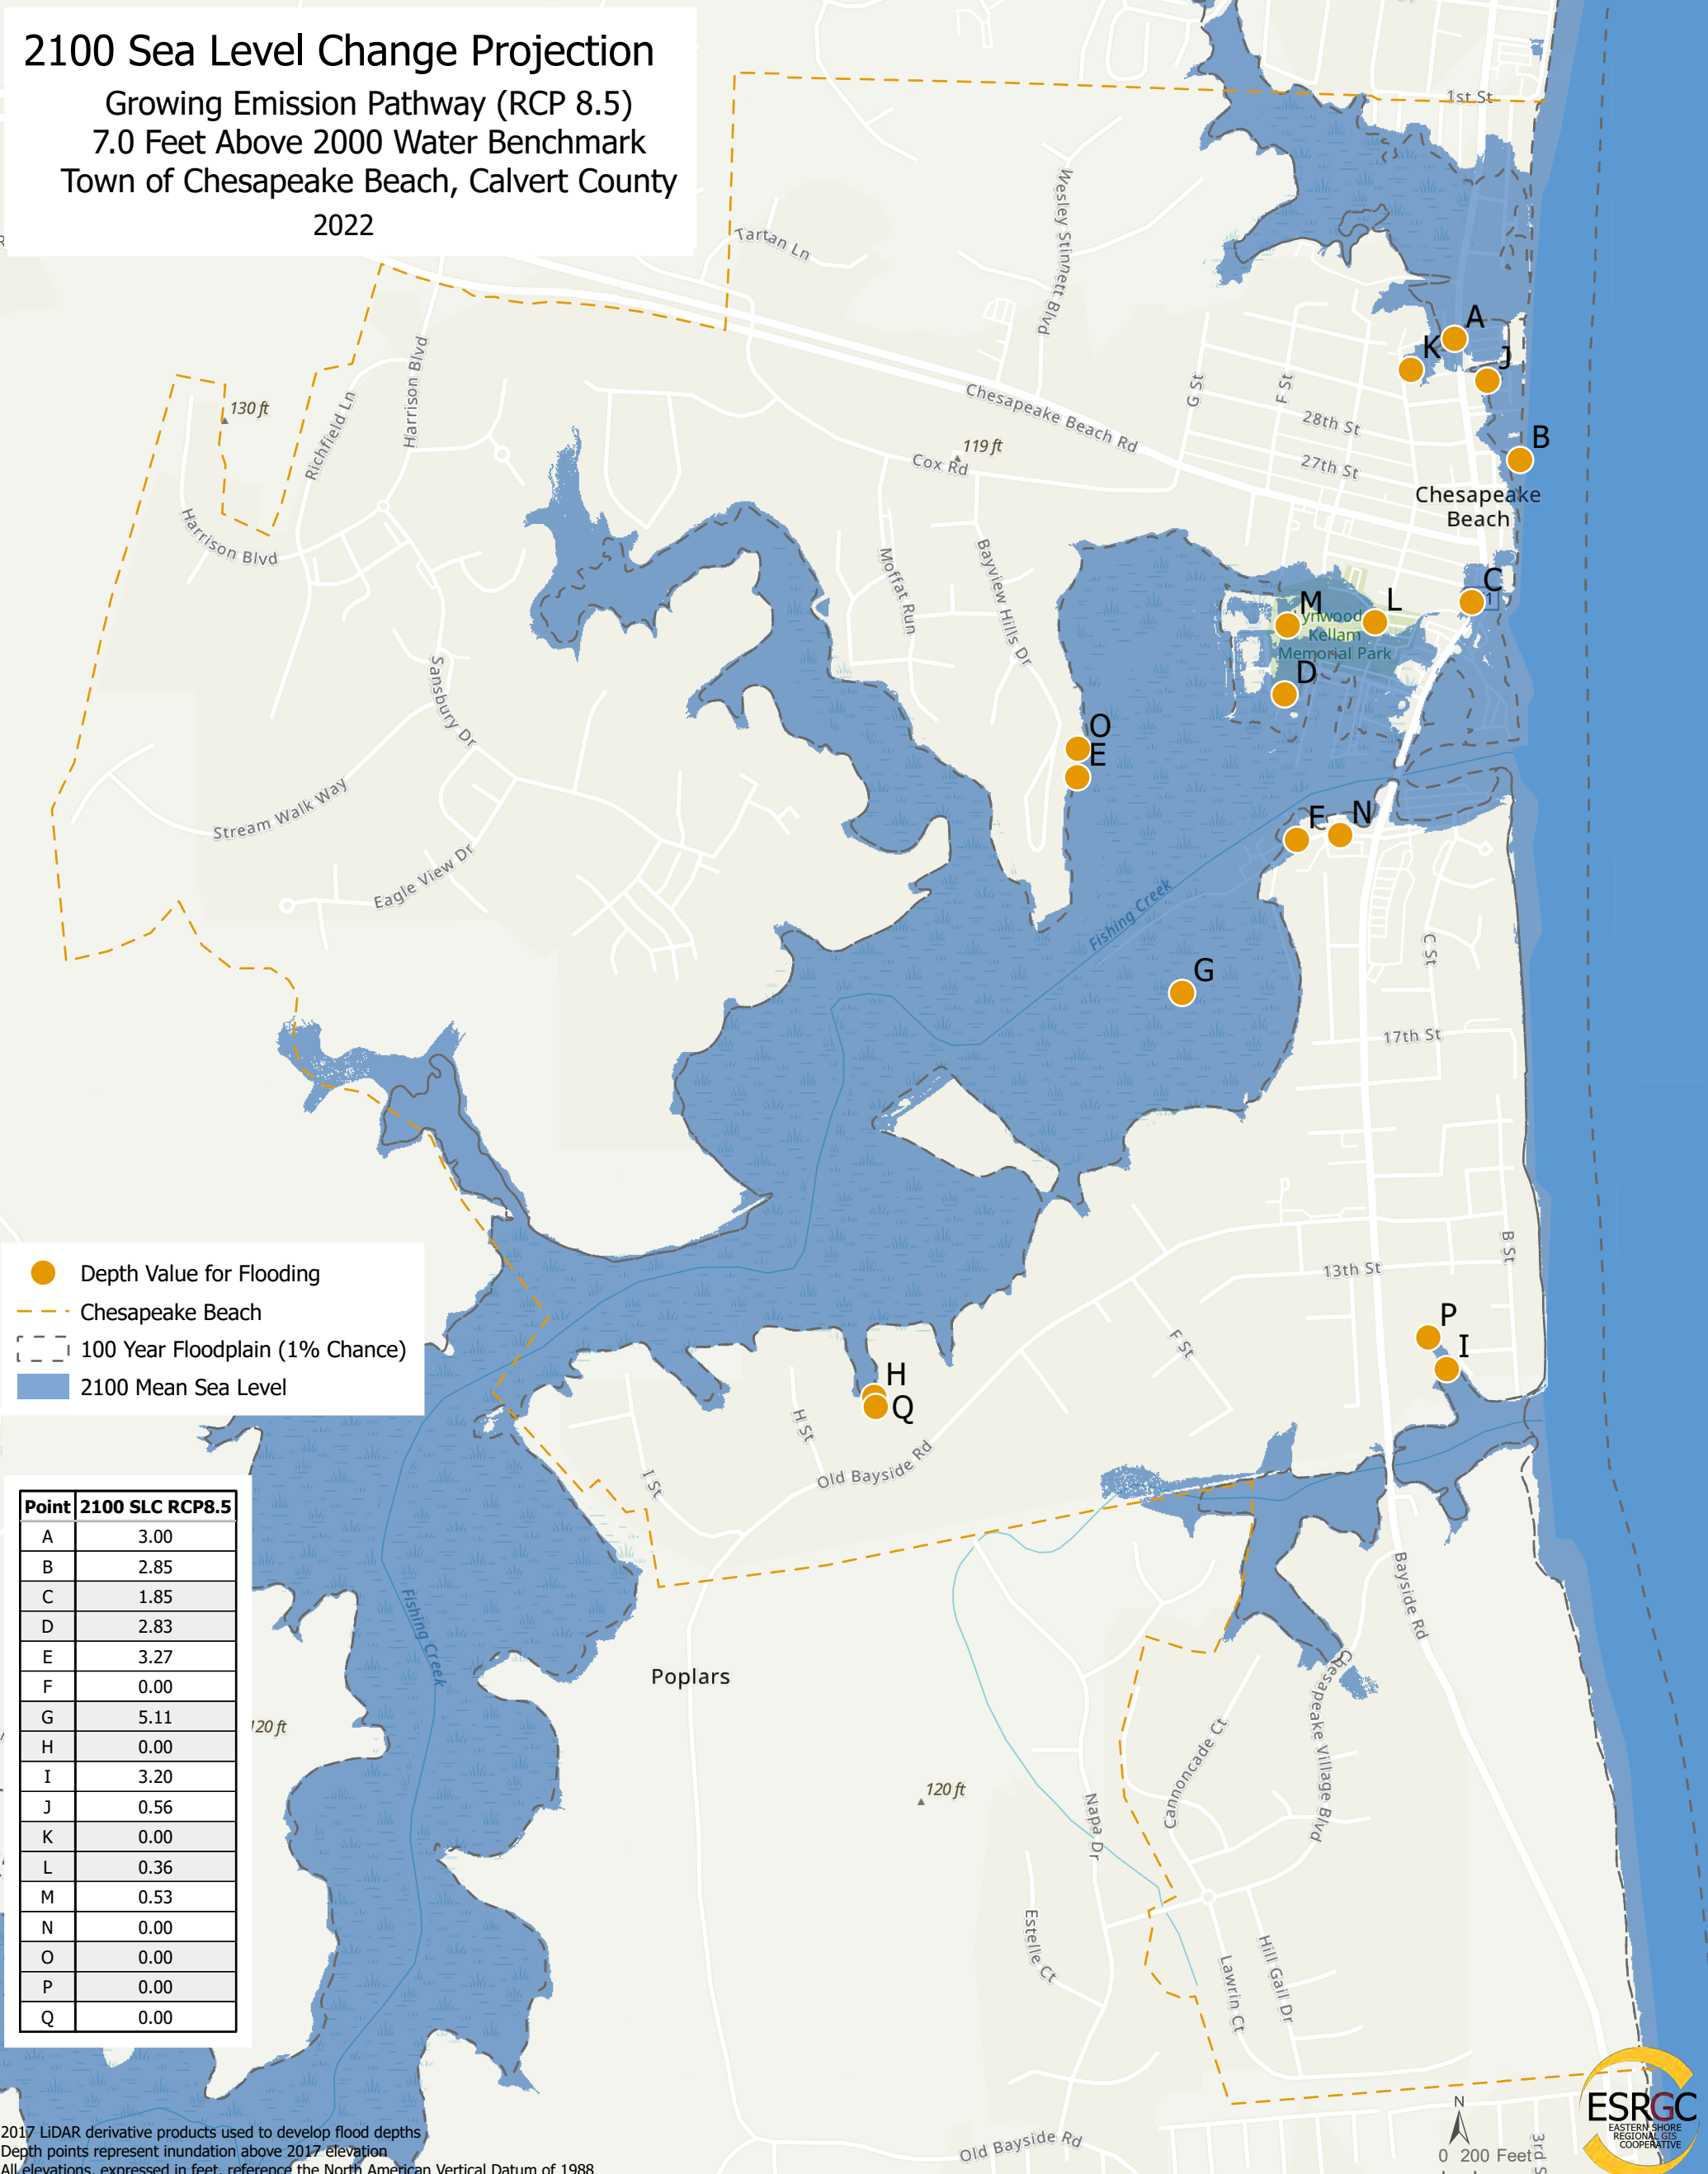 2100 Sea Level Change Projection
Growing Emission Pathway (RCP 8.5)
7.0 Feet Above 2000 Water Benchmark
Town of Chesapeake Beach, Calvert County
2022
1st St
Wesley Stinnett Blvd
Tartan Ln
A
K
J
Harrison Blvd
Richfield Ln
130 ft
G St
F St
Chesapeake Beach Rd
28th St
119 ft
Cox Rd
27th St
B
Chesapeake
Beach
Harrison Blvd
Moffat Run
Bayview Hills Dr
C
1
M
L
Kellam
Memorial Park
D
Sansbury Dr
O
E
Stream Walk Way
F
N
Eagle View Dr
Fishing Creek
C St
G
17th St
B St
13th St
Depth Value for Flooding
Chesapeake Beach
100 Year Floodplain (1% Chance)
2100 Mean Sea Level
P
I
F St
H
Q
H St
Old Bayside Rd
I St
Point 2100 SLC RCP8.5
A 3.00
B 2.85
C 1.85
D 2.83
E 3.27
F 0.00
G 5.11
H 0.00
I 3.20
J 0.56
K 0.00
L 0.36
M 0.53
N 0.00
O 0.00
P 0.00
Q 0.00
Fishing Creek
Bayside Rd
Poplars
120 ft
Chesapeake Village Blvd
Cannoncade Ct
120 ft
Napa Dr
Estelle Ct
Lawrin Ct
Hill Gail Dr
Old Bayside Rd
N
0 200 Feet
3rd S
ESRGC
EASTERN SHORE
REGIONAL GIS
COOPERATIVE
2017 LiDAR derivative products used to develop flood depths
Depth points represent inundation above 2017 elevation
All elevations, expressed in feet, reference the North American Vertical Datum of 1988